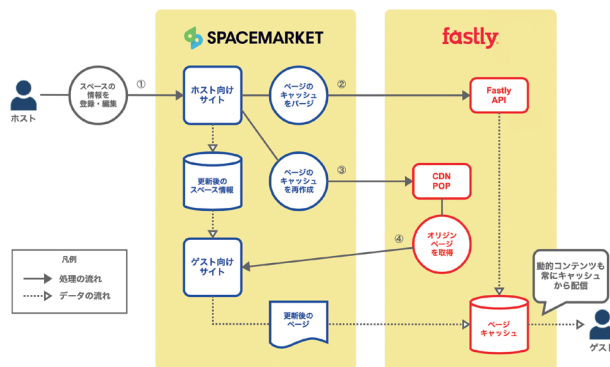 SPACEMARKET
fastly
スペースの
情報を
登録・編集
①
ホスト
ホスト向け
サイト
ページの
キャッシュ
をパージ
②
Fastly
API
更新後の
スペース情報
ページの
キャッシュ
を再作成
③
CDN
POP
オリジン
ページ
を取得
④
ゲスト向け
サイト
凡例
処理の流れ
データの流れ
更新後の
ページ
ページ
キャッシュ
動的コンテンツも
常にキャッシュ
から配信
ゲスト